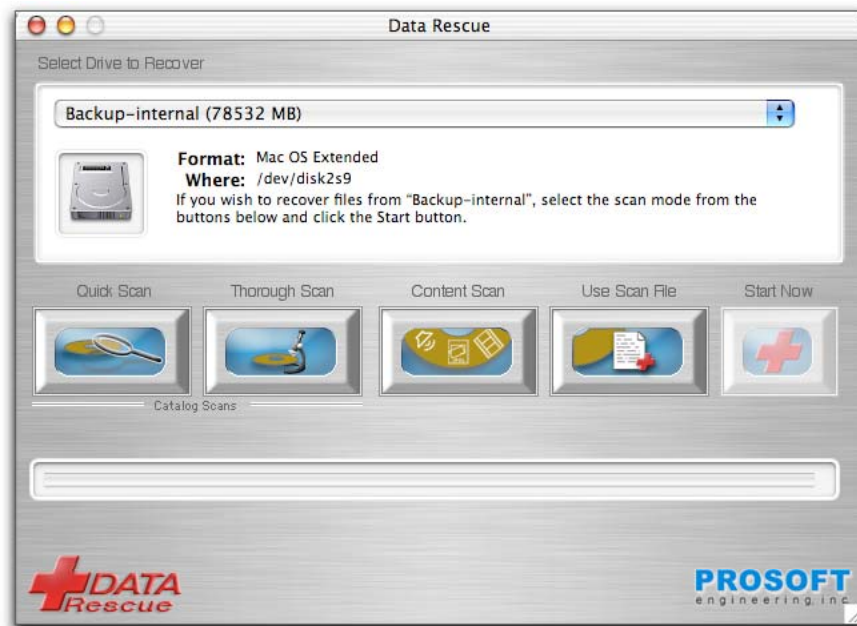 Data Rescue
Select Drive to Recover
Backup-internal (78532 MB)
Format: Mac OS Extended
Where: /dev/disk2s9
If you wish to recover files from “Backup-internal”, select the scan mode from the
buttons below and click the Start button.
Quick Scan Thorough Scan Content Scan Use Scan File Start Now
Catalog Scans
DATA
Rescue
PROSOFT
engineering, inc